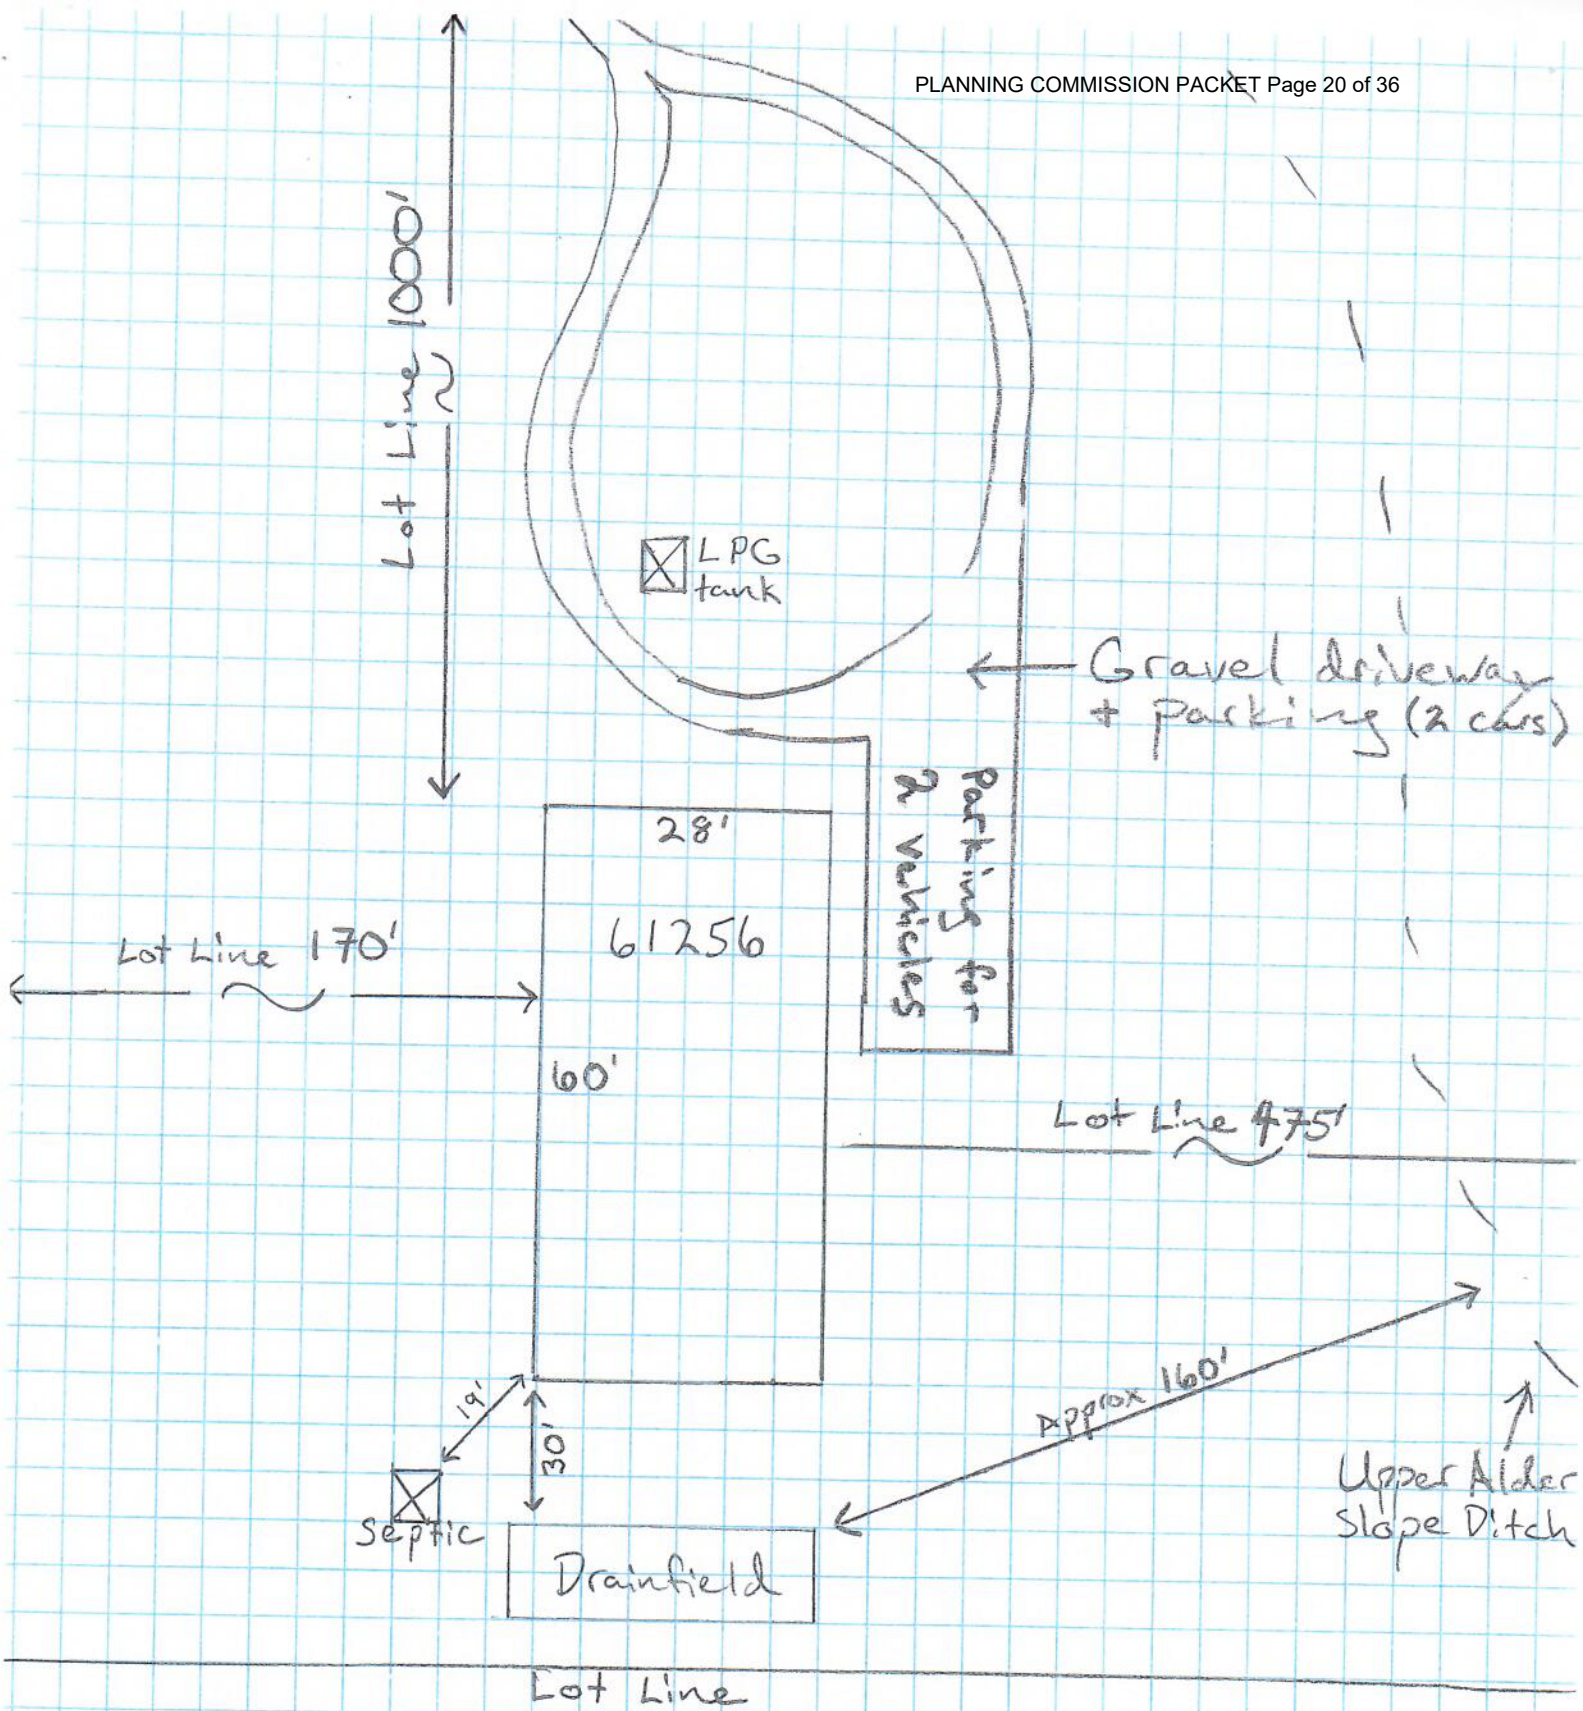 PLANNING COMMISSION PACKET Page 20 of 36
Lot Line 1000'
LPG
tank
Gravel driveway
+ parking (2 cars)
Parking for
2 vehicles
28'
61256
Lot Line 170'
60'
Lot Line 475'
19'
30'
Approx 160'
Septic
Upper Alder
Slope Ditch
Drainfield
Lot Line